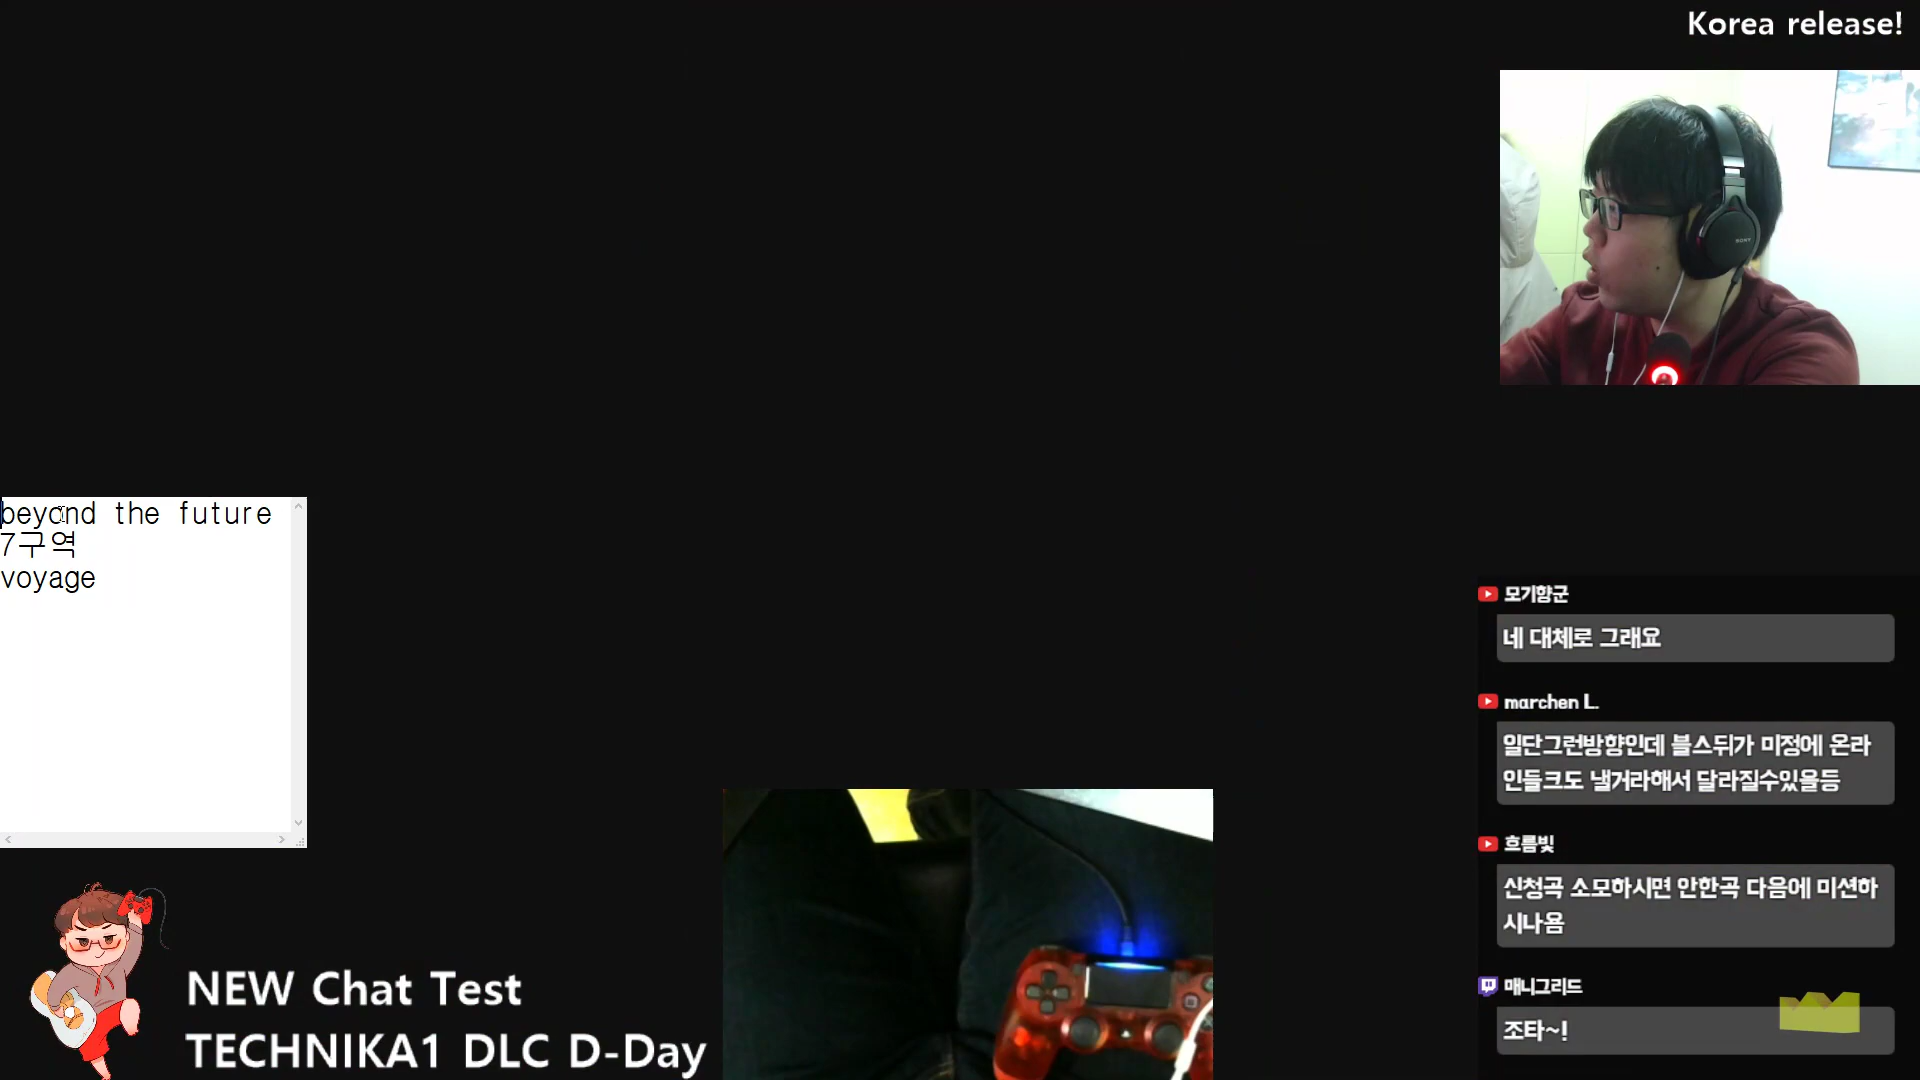 Korea release!
SONY
beyond the future
7구역
voyage
모기향군
네 대체로 그래요
marchen L.
일단그런방향인데 블스뒤가 미정에 온라
인들크도 낼거라해서 달라질수있을등
흐름빛
신청곡 소모하시면 안한곡 다음에 미션하
시나욤
매니그리드
조타~!
NEW Chat Test
TECHNIKA1 DLC D-Day